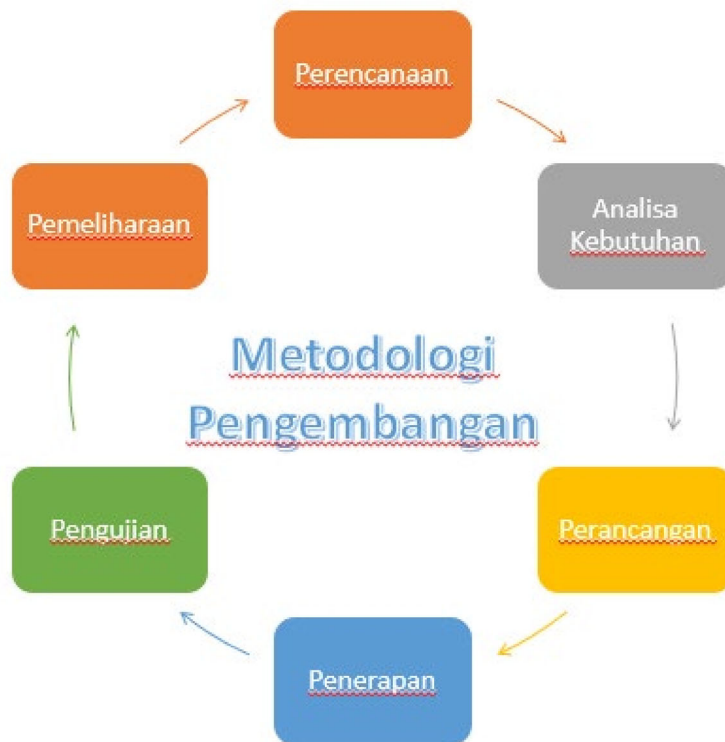 Perencanaan
Analisa
Kebutuhan
Perancangan
Penerapan
Pengujian
Pemeliharaan
Metodologi
Pengembangan